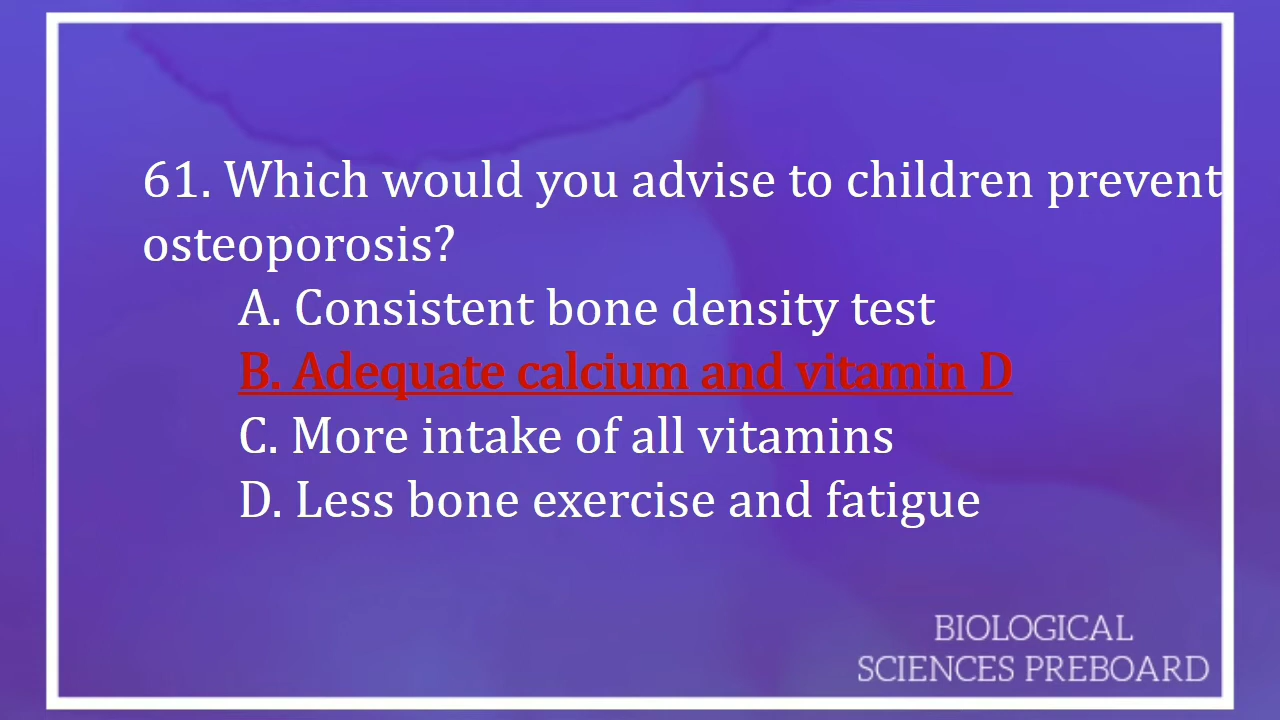 61. Which would you advise to children prevent
osteoporosis?
A. Consistent bone density test
B. Adequate calcium and vitamin D
C. More intake of all vitamins
D. Less bone exercise and fatigue
BIOLOGICAL
SCIENCES PREBOARD